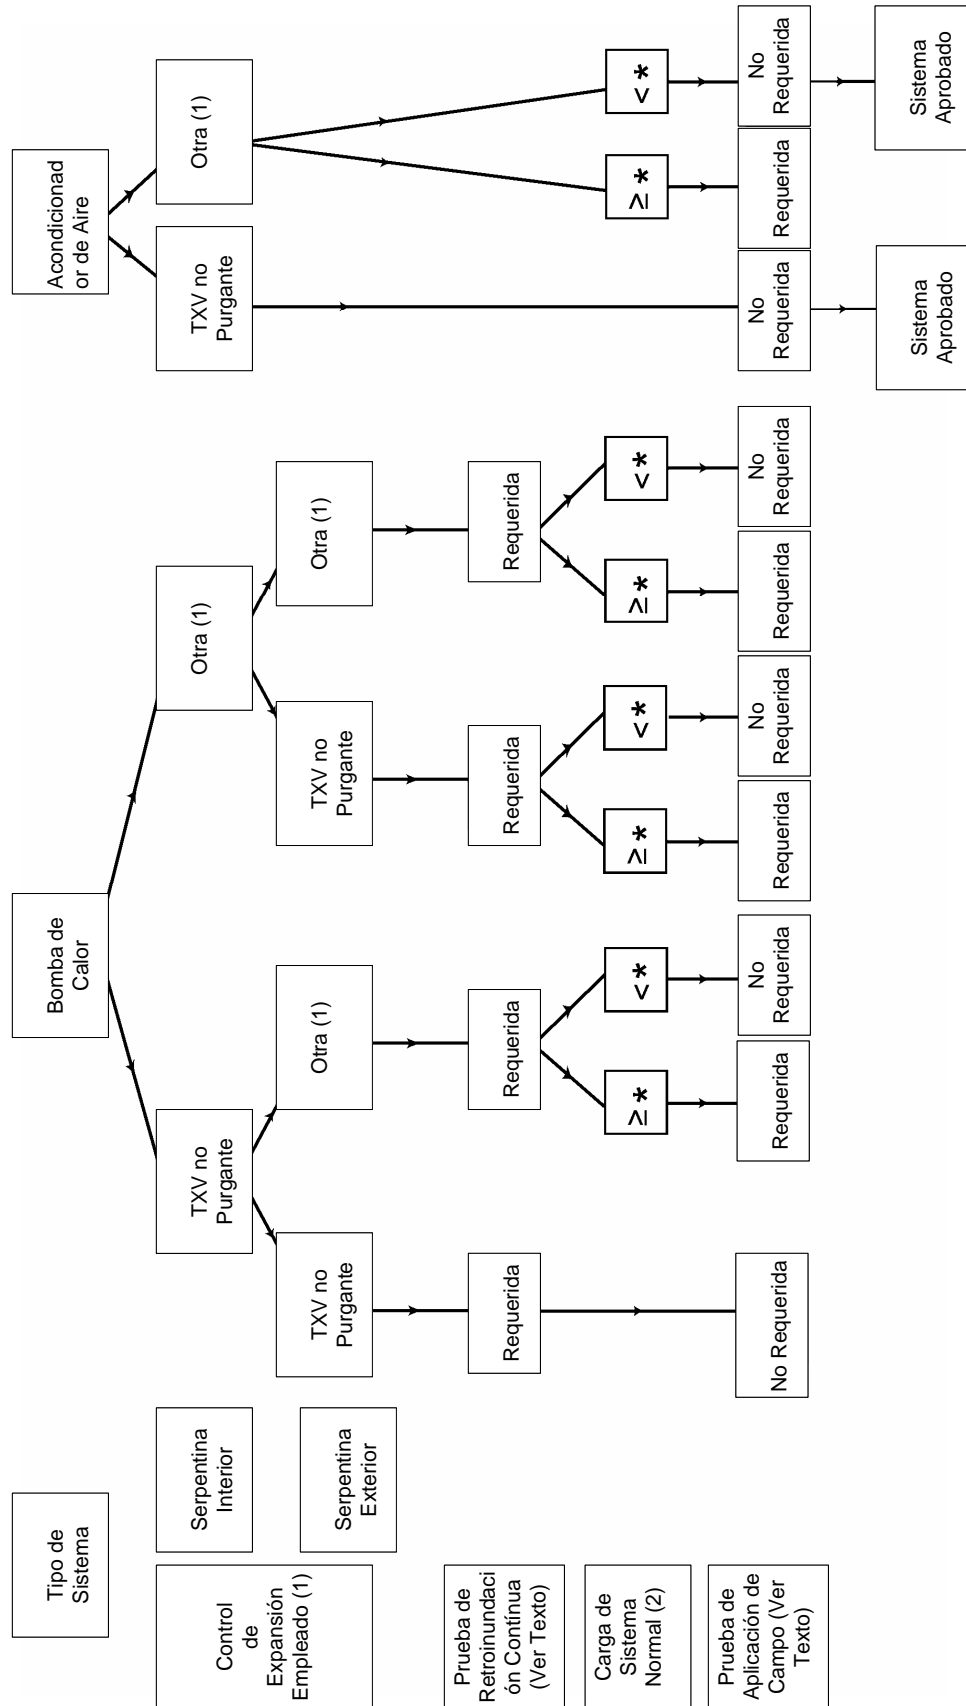 Tipo de
Sistema
Bomba de
Calor
Acondicionad
or de Aire
Control
de
Expansión
Empleado (1)
Serpentina
Interior
TXV no
Purgante
Otra (1)
TXV no
Purgante
Otra (1)
Serpentina
Exterior
TXV no
Purgante
Otra (1)
TXV no
Purgante
Otra (1)
Prueba de
Retroinundaci
ón Contínua
(Ver Texto)
Requerida
Requerida
Requerida
Requerida
Carga de
Sistema
Normal (2)
≥ *
< *
≥ *
< *
≥ *
< *
≥ *
< *
Prueba de
Aplicación de
Campo (Ver
Texto)
No Requerida
Requerida
No
Requerida
Requerida
No
Requerida
Requerida
No
Requerida
No
Requerida
Requerida
No
Requerida
Sistema
Aprobado
Sistema
Aprobado